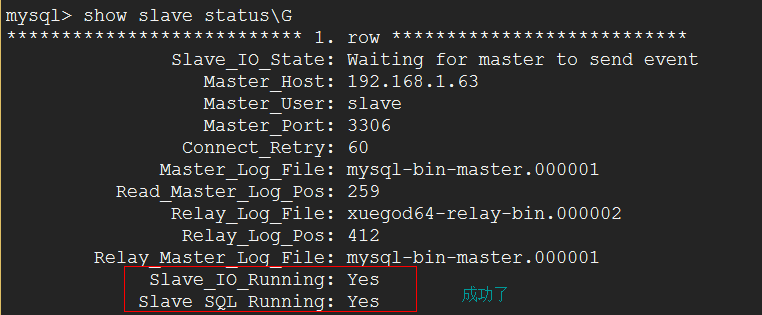 mysql> show slave status\G
*************************** 1. row ***************************
Slave_IO_State: Waiting for master to send event
Master_Host: 192.168.1.63
Master_User: slave
Master_Port: 3306
Connect_Retry: 60
Master_Log_File: mysql-bin-master.000001
Read_Master_Log_Pos: 259
Relay_Log_File: xuegod64-relay-bin.000002
Relay_Log_Pos: 412
Relay_Master_Log_File: mysql-bin-master.000001
Slave_IO_Running: Yes
Slave_SQL_Running: Yes 成功了